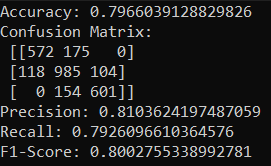 Accuracy: 0.7966039128829826
Confusion Matrix:
[[572 175   0]
[118 985 104]
[  0 154 601]]
Precision: 0.8103624197487059
Recall: 0.7926096610364576
F1-Score: 0.8002755338992781